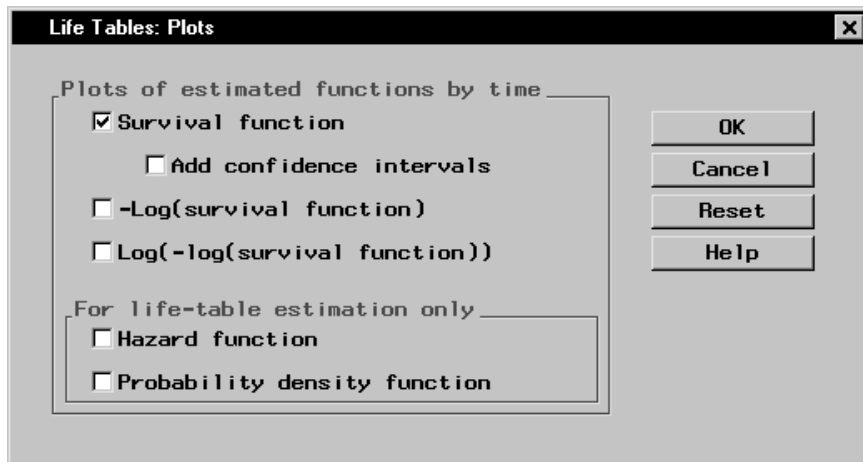 Life Tables: Plots
Plots of estimated functions by time
Survival function
Add confidence intervals
-Log(survival function)
Log(-log(survival function))
For life-table estimation only
Hazard function
Probability density function
OK
Cancel
Reset
Help